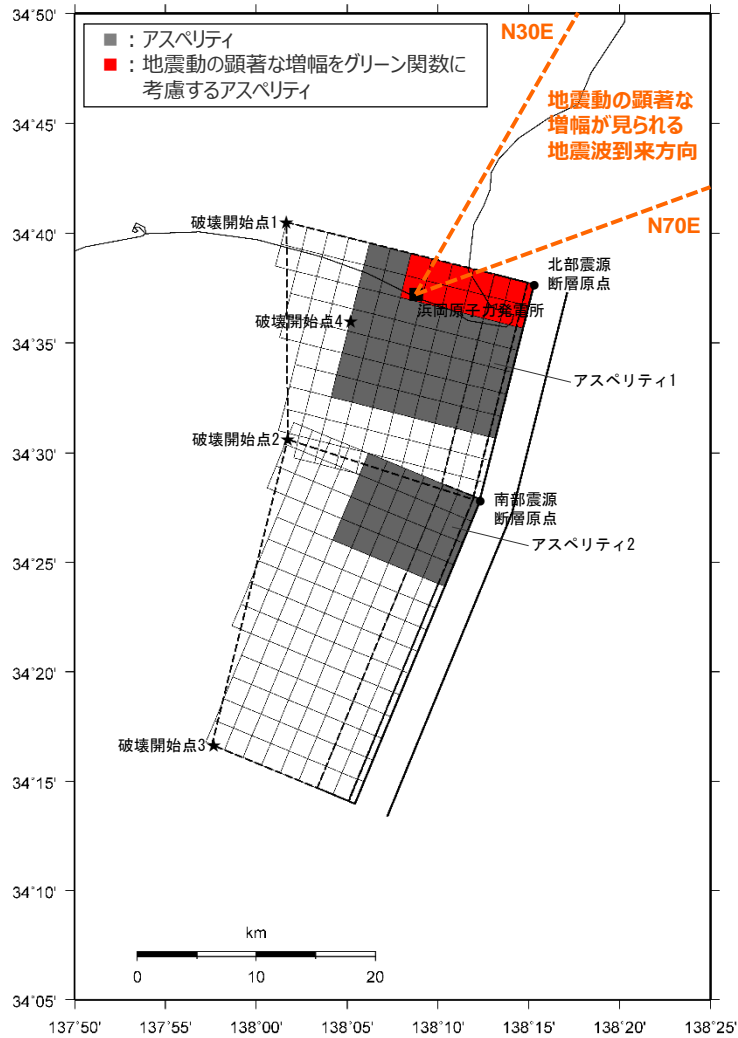 34°50'
■ : アスペリティ
■ : 地震動の顕著な増幅をグリーン関数に
考慮するアスペリティ
N30E
地震動の顕著な
増幅が見られる
地震波到来方向
34°45'
N70E
破壊開始点1
34°40'
北部震源
断層原点
浜岡原子力発電所
破壊開始点4
34°35'
アスペリティ1
破壊開始点2
34°30'
南部震源
断層原点
アスペリティ2
34°25'
34°20'
破壊開始点3
34°15'
34°10'
km
0 10 20
34°05'
137°50' 137°55' 138°00' 138°05' 138°10' 138°15' 138°20' 138°25'